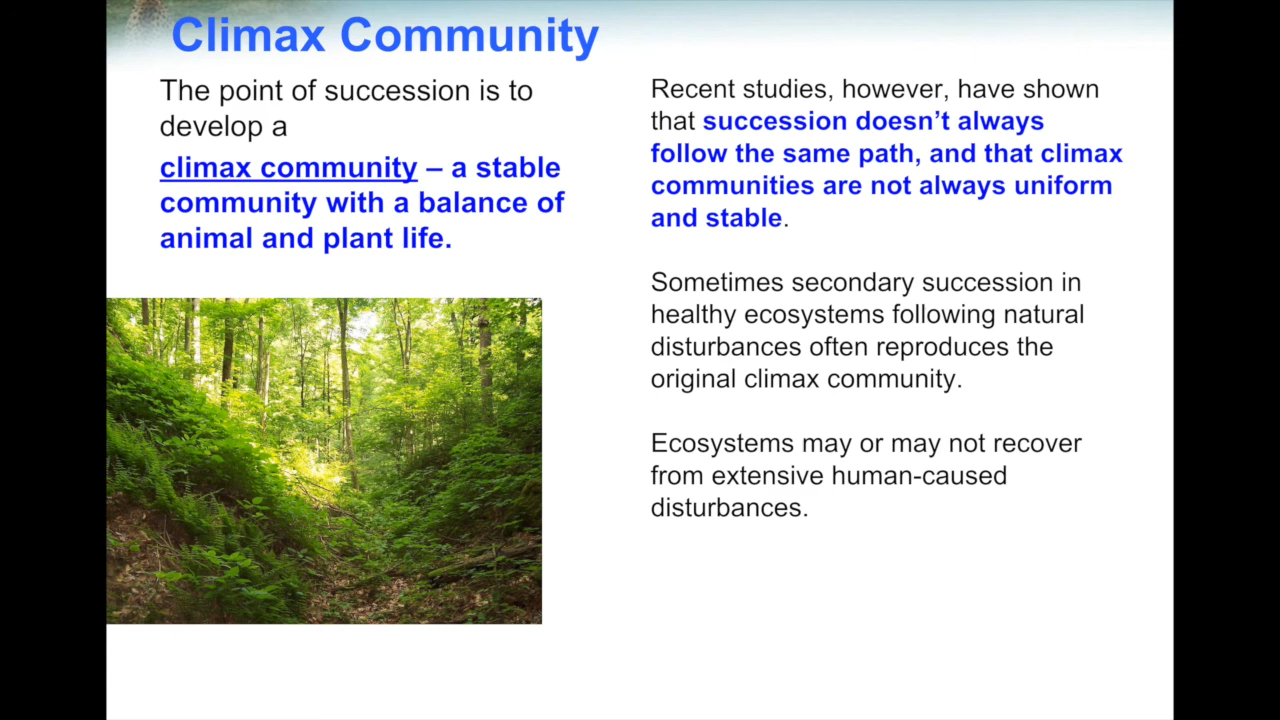 Climax Community
The point of succession is to
develop a
climax community – a stable
community with a balance of
animal and plant life.
Recent studies, however, have shown
that succession doesn’t always
follow the same path, and that climax
communities are not always uniform
and stable.
Sometimes secondary succession in
healthy ecosystems following natural
disturbances often reproduces the
original climax community.
Ecosystems may or may not recover
from extensive human-caused
disturbances.